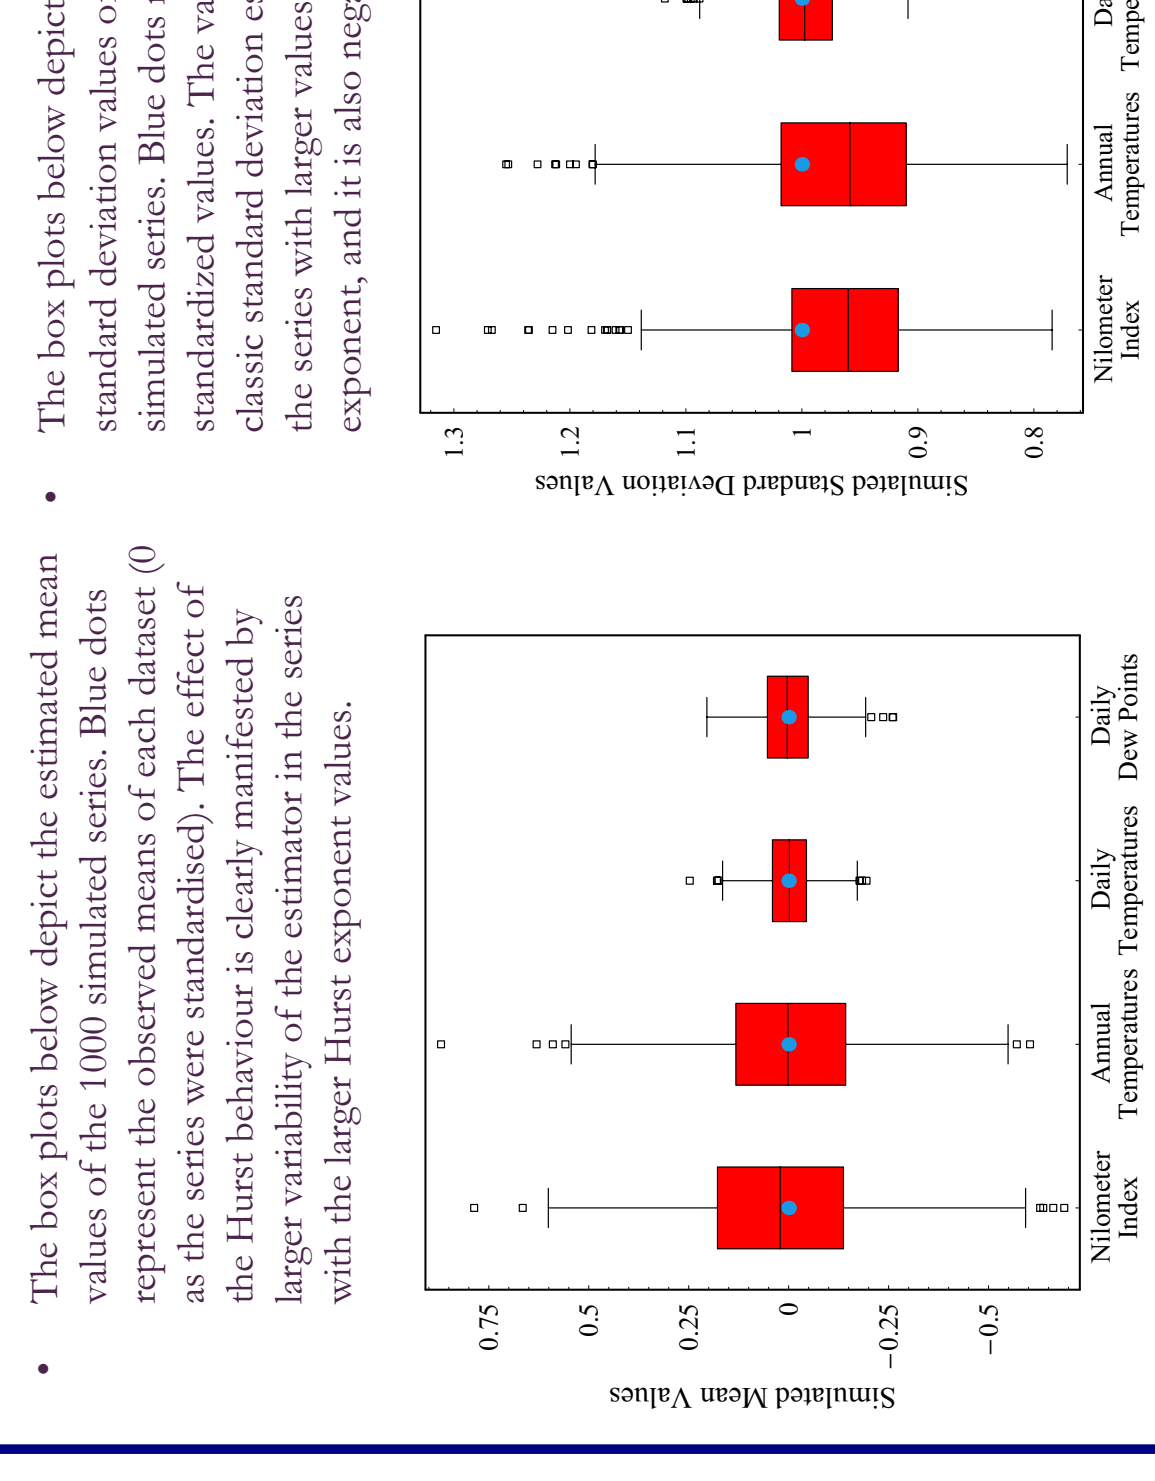 • The box plots below depict the estimated mean
values of the 1000 simulated series. Blue dots
represent the observed means of each dataset (0
as the series were standardised). The effect of
the Hurst behaviour is clearly manifested by
larger variability of the estimator in the series
with the larger Hurst exponent values.
Simulated Mean Values
0.75
0.5
0.25
0
−0.25
−0.5
Nilometer
Index
Annual
Temperatures
Daily
Temperatures
Daily
Dew Points
• The box plots below depict
standard deviation values
simulated series. Blue dots
standardized values. The
classic standard deviation
the series with larger values
exponent, and it is also
Simulated Standard Deviation Values
1.3
1.2
1.1
1
0.9
0.8
Nilometer
Index
Annual
Temperatures